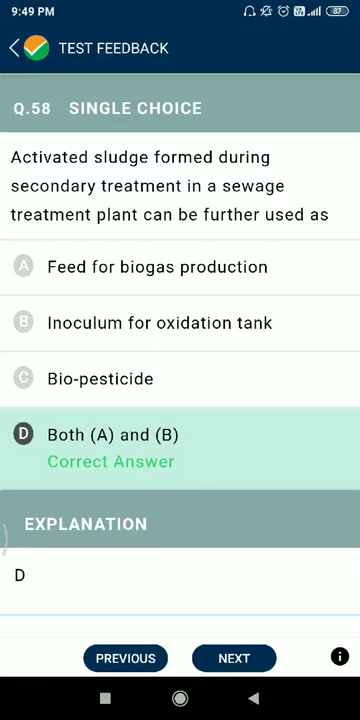 9:49 PM
87
TEST FEEDBACK
Q.58 SINGLE CHOICE
Activated sludge formed during
secondary treatment in a sewage
treatment plant can be further used as
A Feed for biogas production
B Inoculum for oxidation tank
C Bio-pesticide
D Both (A) and (B)
Correct Answer
EXPLANATION
D
PREVIOUS
NEXT